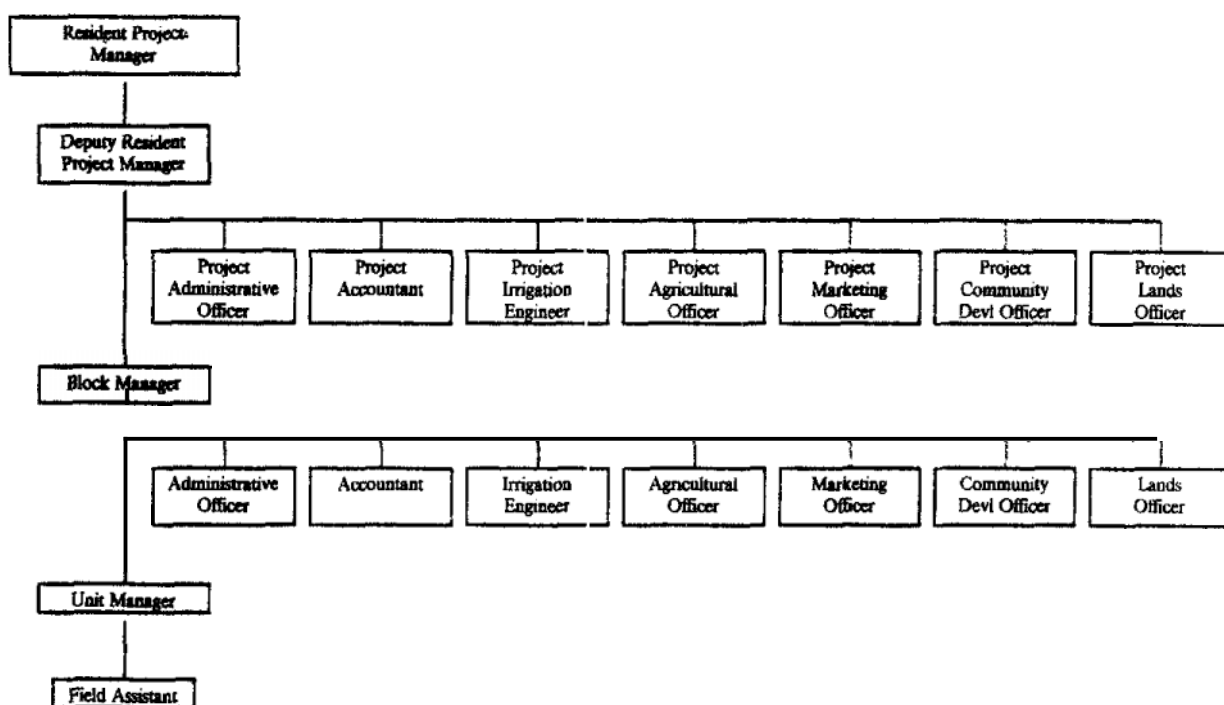 Resident Project
Manager
Deputy Resident
Project Manager
Project
Administrative
Officer
Project
Accountant
Project
Irrigation
Engineer
Project
Agricultural
Officer
Project
Marketing
Officer
Project
Community
Devl Officer
Project
Lands
Officer
Block Manager
Administrative
Officer
Accountant
Irrigation
Engineer
Agricultural
Officer
Marketing
Officer
Community
Devl Officer
Lands
Officer
Unit Manager
Field Assistant